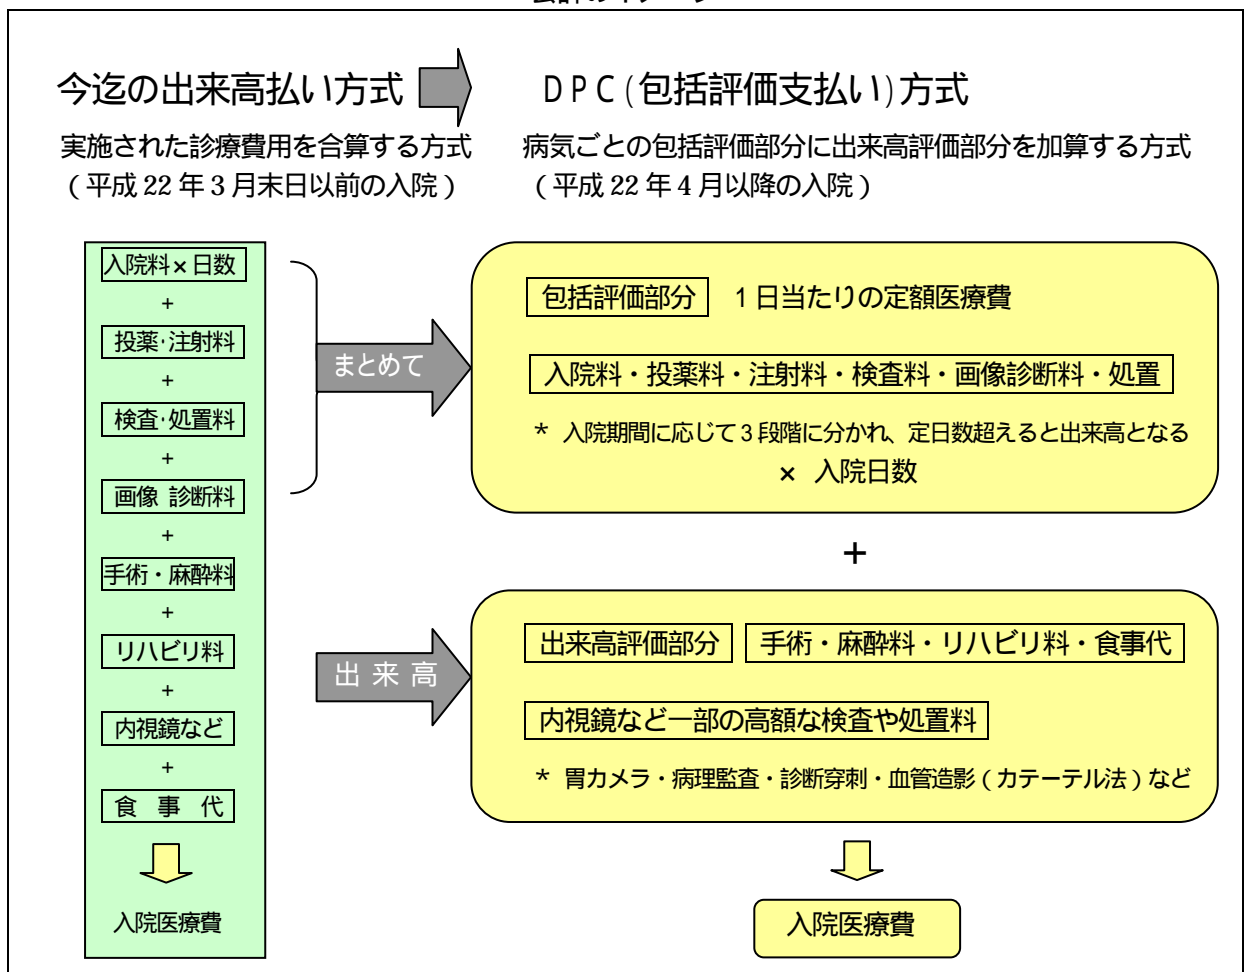 今迄の出来高払い方式
DPC(包括評価支払い)方式
実施された診療費用を合算する方式
(平成 22 年 3 月末日以前の入院)
病気ごとの包括評価部分に出来高評価部分を加算する方式
(平成 22 年 4 月以降の入院)
入院料×日数
+
投薬・注射料
+
検査・処置料
+
画像 診断料
+
手術・麻酔料
+
リハビリ料
+
内視鏡など
+
食 事 代
入院医療費
まとめて
出 来 高
包括評価部分 1日当たりの定額医療費
入院料・投薬料・注射料・検査料・画像診断料・処置
* 入院期間に応じて3段階に分かれ、定日数超えると出来高となる
× 入院日数
+
出来高評価部分 手術・麻酔料・リハビリ料・食事代
内視鏡など一部の高額な検査や処置料
* 胃カメラ・病理監査・診断穿刺・血管造影(カテーテル法)など
入院医療費